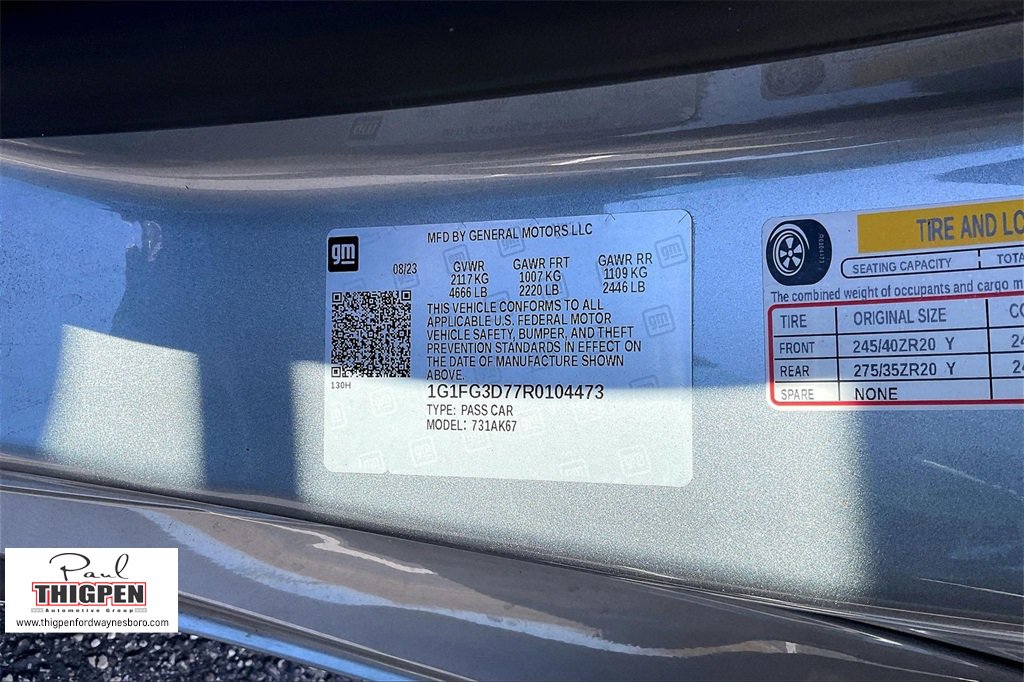 gm
MFD BY GENERAL MOTORS LLC
08/23
GVWR GAWR FRT GAWR RR
2117 KG 1007 KG 1109 KG
4666 LB 2220 LB 2446 LB
THIS VEHICLE CONFORMS TO ALL
APPLICABLE U.S. FEDERAL MOTOR
VEHICLE SAFETY, BUMPER, AND THEFT
PREVENTION STANDARDS IN EFFECT ON
THE DATE OF MANUFACTURE SHOWN
ABOVE.
130H
1G1FG3D77R0104473
TYPE: PASS CAR
MODEL: 731AK67
TIRE AND LO
SEATING CAPACITY TOTA
The combined weight of occupants and cargo
TIRE ORIGINAL SIZE CO
FRONT 245/40ZR20 Y 24
REAR 275/35ZR20 Y 24
SPARE NONE
Paul
THIGPEN
Automotive Group
www.thigpenfordwaynesboro.com